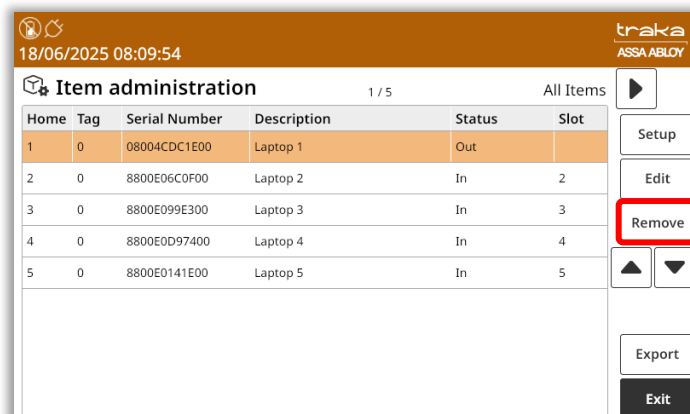 18/06/2025 08:09:54
traka
ASSA ABLOY
Item administration 1 / 5 All Items
Home Tag Serial Number Description Status Slot
1 0 08004CDC1E00 Laptop 1 Out
2 0 8800E06C0F00 Laptop 2 In 2
3 0 8800E099E300 Laptop 3 In 3
4 0 8800E0D97400 Laptop 4 In 4
5 0 8800E0141E00 Laptop 5 In 5
Setup
Edit
Remove
Export
Exit